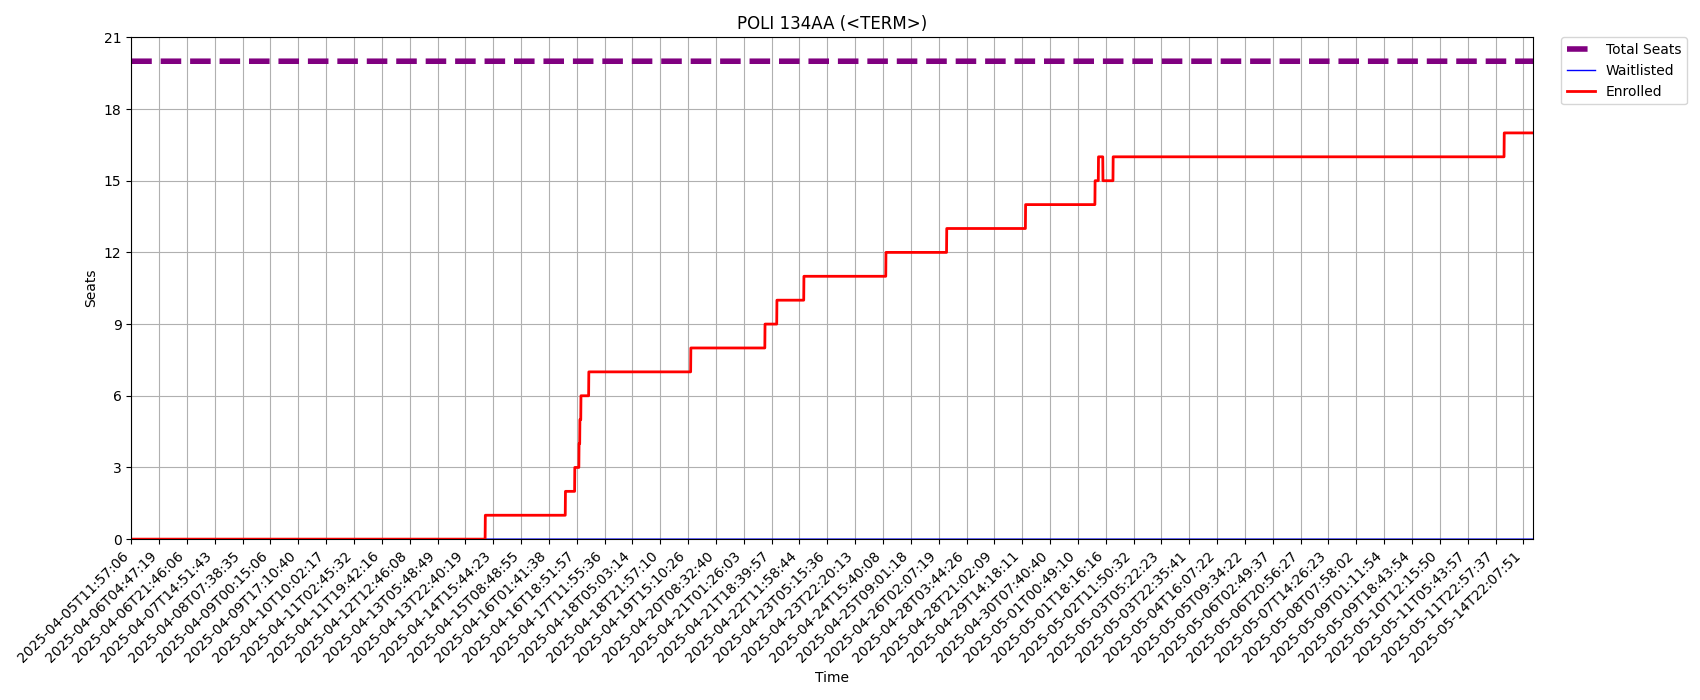 POLI 134AA (<TERM>)
Total Seats
Waitlisted
Enrolled
Seats
21
18
15
12
9
6
3
0
2025-04-05T11:57:06
2025-04-06T04:47:19
2025-04-06T21:46:06
2025-04-07T14:51:43
2025-04-08T07:38:35
2025-04-09T00:15:06
2025-04-09T17:10:40
2025-04-10T10:02:17
2025-04-11T02:45:32
2025-04-11T19:42:16
2025-04-12T12:46:08
2025-04-13T05:48:49
2025-04-13T22:40:19
2025-04-14T15:44:23
2025-04-15T08:48:55
2025-04-16T01:41:38
2025-04-16T18:51:57
2025-04-17T11:55:36
2025-04-18T05:03:14
2025-04-18T21:57:10
2025-04-19T15:10:26
2025-04-20T08:32:40
2025-04-21T01:26:03
2025-04-21T18:39:57
2025-04-22T11:58:44
2025-04-23T05:15:36
2025-04-23T22:20:13
2025-04-24T15:40:08
2025-04-25T09:01:18
2025-04-26T02:07:19
2025-04-28T03:44:26
2025-04-28T21:02:09
2025-04-29T14:18:11
2025-04-30T07:40:40
2025-05-01T00:49:10
2025-05-01T18:16:16
2025-05-02T11:50:32
2025-05-03T05:22:23
2025-05-03T22:35:41
2025-05-04T16:07:22
2025-05-05T09:34:22
2025-05-06T02:49:37
2025-05-06T20:56:27
2025-05-07T14:26:23
2025-05-08T07:58:02
2025-05-09T01:11:54
2025-05-09T18:43:54
2025-05-10T12:15:50
2025-05-11T05:43:57
2025-05-11T22:57:37
2025-05-14T22:07:51
Time